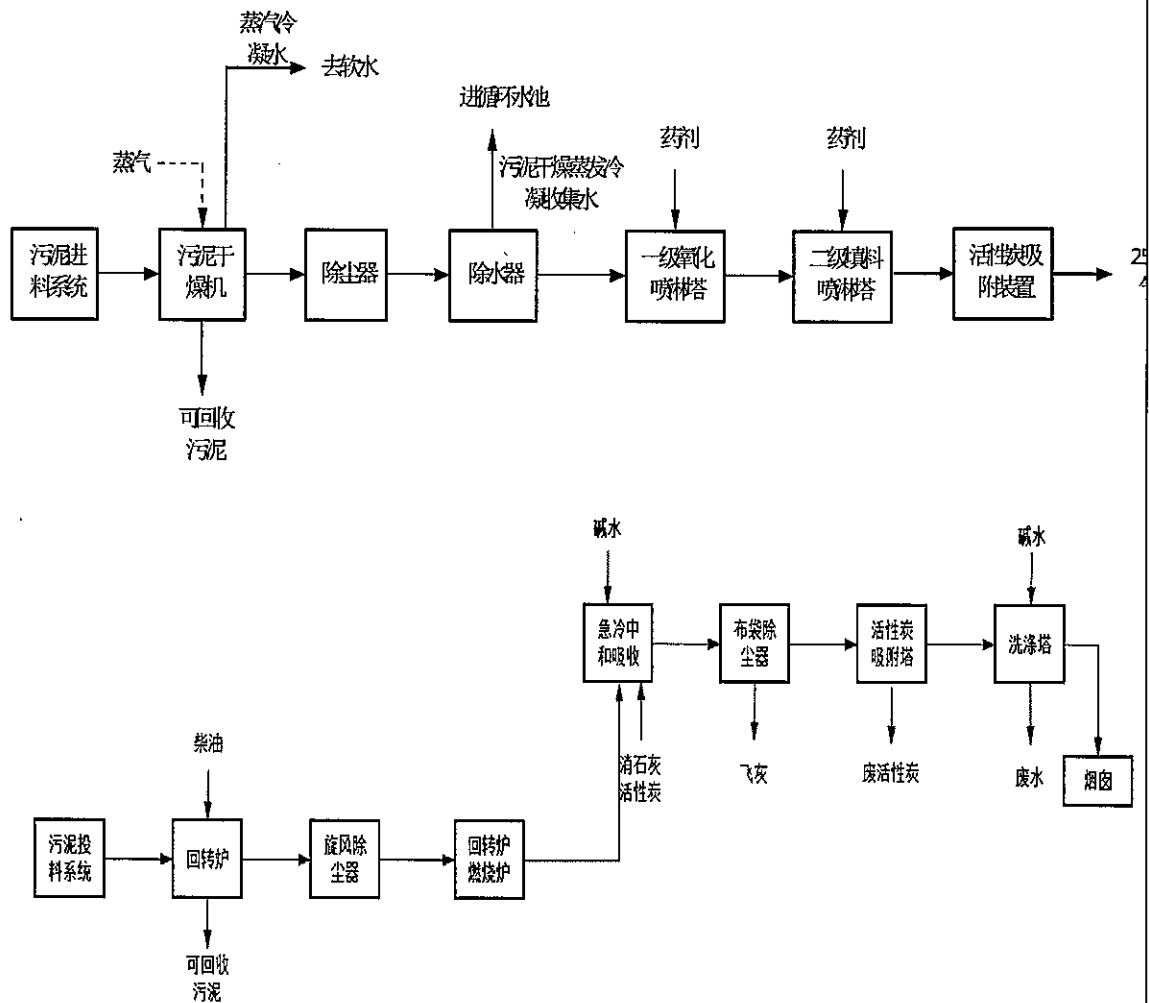 蒸汽冷
凝水
去软水
进循环水池
药剂
药剂
蒸气
污泥干燥蒸发冷
凝收集水
污泥进
料系统
污泥干
燥机
除尘器
除水器
一级氧化
喷淋塔
二级填料
喷淋塔
活性炭吸
附装置
25
可回收
污泥
碱水
碱水
急冷中
和吸收
布袋除
尘器
活性炭
吸附塔
洗涤塔
柴油
消石灰
活性炭
飞灰
废活性炭
废水
烟囱
污泥投
料系统
回转炉
旋风除
尘器
回转炉
燃烧炉
可回收
污泥